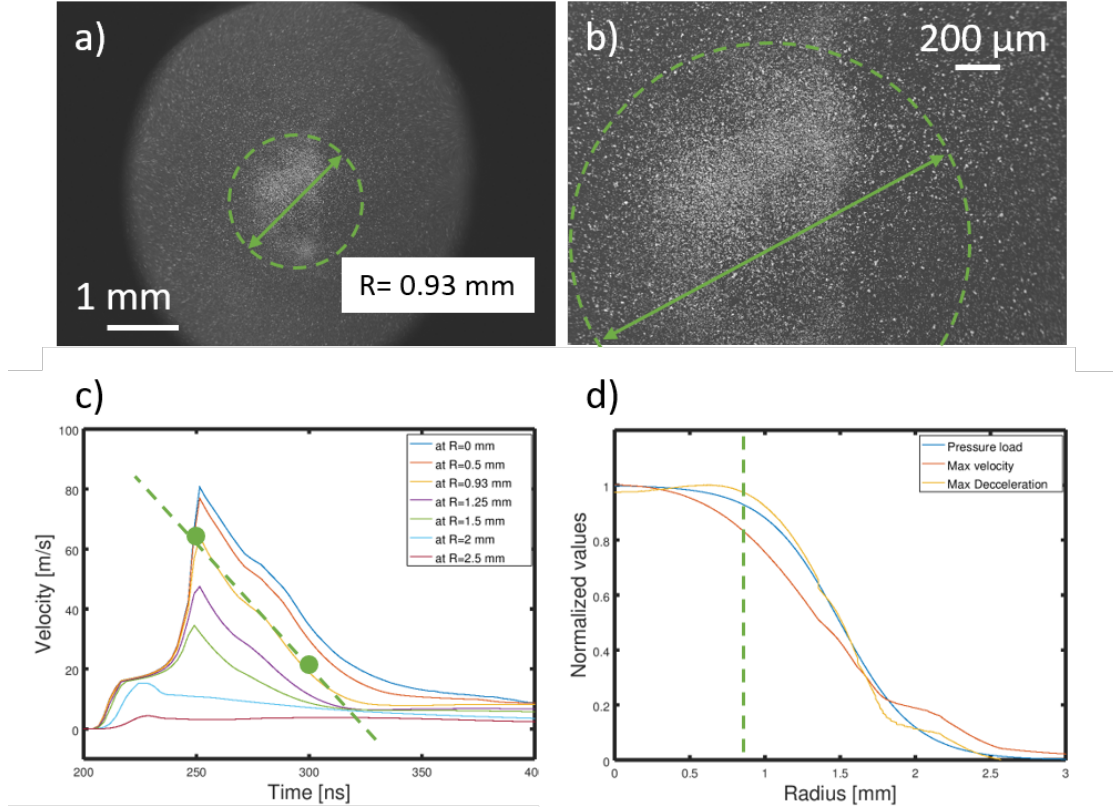 a)
1 mm
R= 0.93 mm
b)
200 µm
c)
Velocity [m/s]
100
80
60
40
20
0
200
250
300
350
40
Time [ns]
at R=0 mm
at R=0.5 mm
at R=0.93 mm
at R=1.25 mm
at R=1.5 mm
at R=2 mm
at R=2.5 mm
d)
Normalized values
1
0.8
0.6
0.4
0.2
0
0
0.5
1
1.5
2
2.5
3
Radius [mm]
Pressure load
Max velocity
Max Decceleration